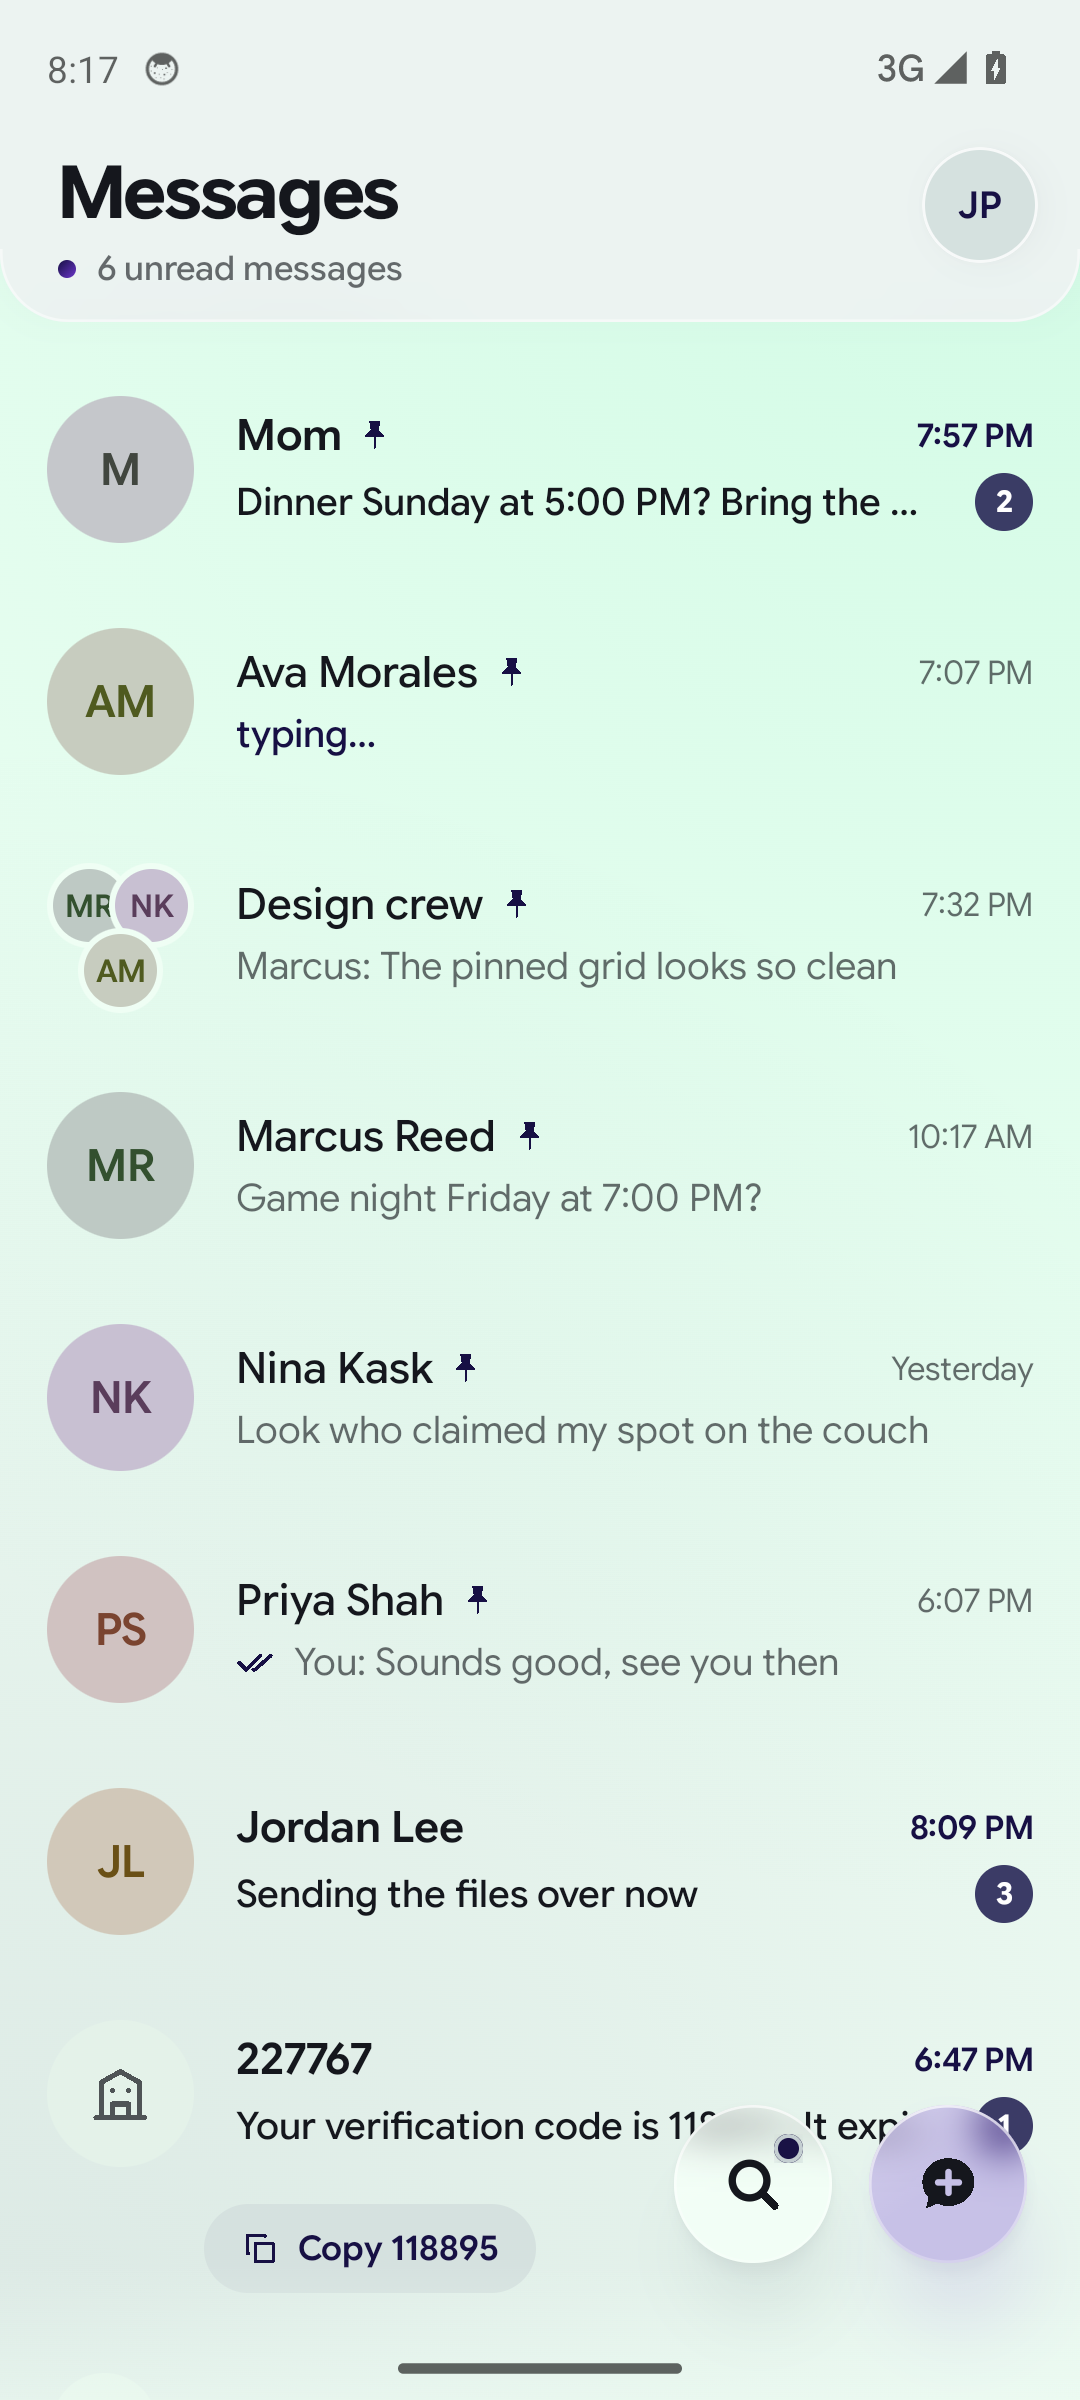 8:17
3G
Messages
JP
6 unread messages
M
Mom
7:57 PM
Dinner Sunday at 5:00 PM? Bring the ...
2
AM
Ava Morales
7:07 PM
typing...
MR
NK
AM
Design crew
7:32 PM
Marcus: The pinned grid looks so clean
MR
Marcus Reed
10:17 AM
Game night Friday at 7:00 PM?
NK
Nina Kask
Yesterday
Look who claimed my spot on the couch
PS
Priya Shah
6:07 PM
You: Sounds good, see you then
JL
Jordan Lee
8:09 PM
Sending the files over now
3
227767
6:47 PM
Your verification code is
1
Copy 118895